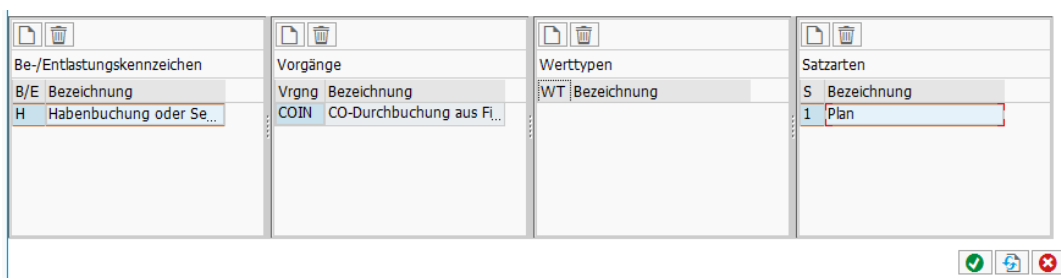 Be-/Entlastungskennzeichen
B/E Bezeichnung
H Habenbuchung oder Se...
Vorgänge
Vrgng Bezeichnung
COIN CO-Durchbuchung aus Fi...
Werttypen
WT Bezeichnung
Satzarten
S Bezeichnung
1 Plan